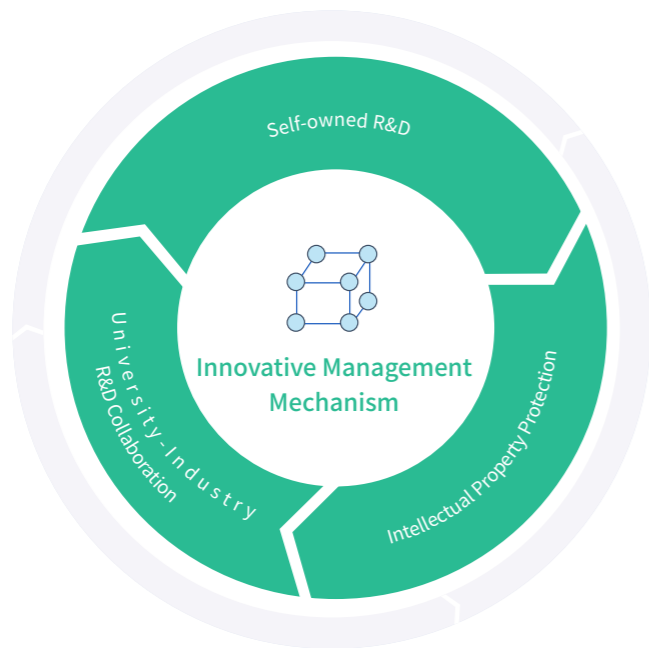 Self-owned R&D
Innovative Management
Mechanism
University-Industry
R&D Collaboration
Intellectual Property Protection